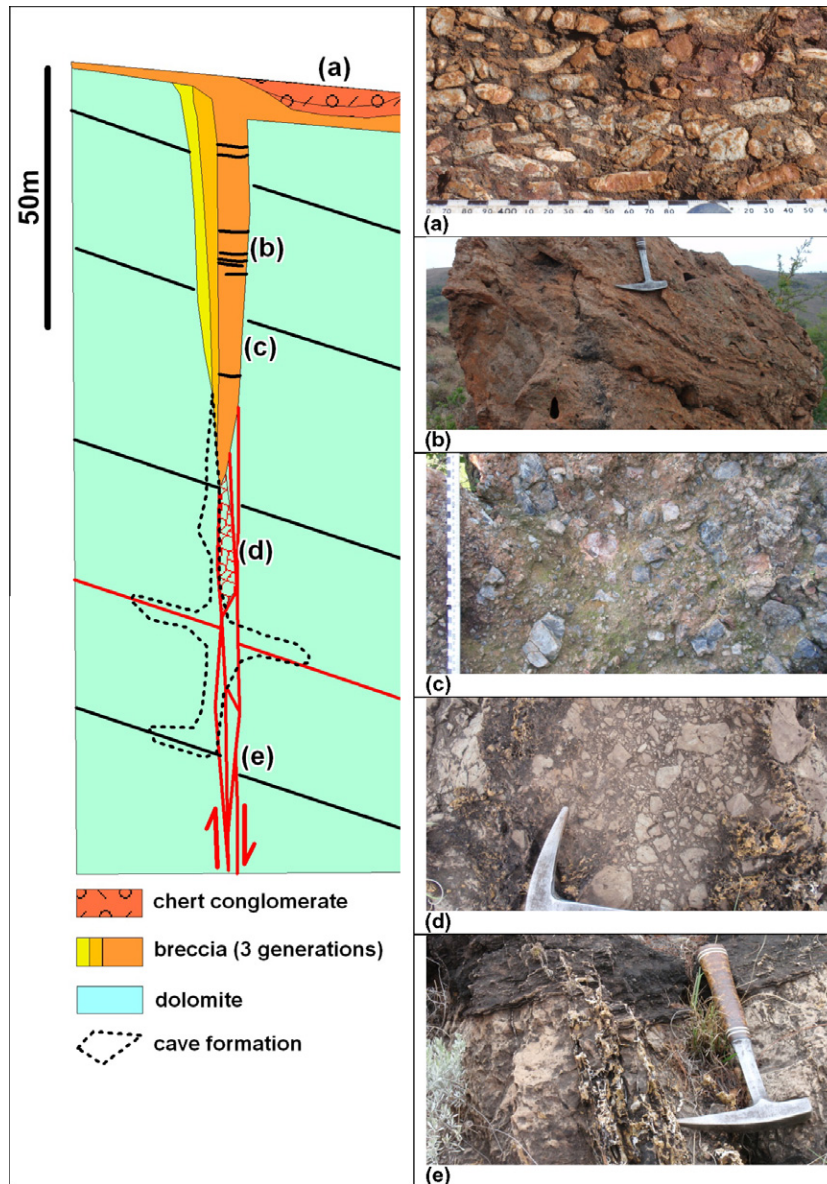 (a)
50m
(b)
(c)
(d)
(e)
chert conglomerate
breccia (3 generations)
dolomite
cave formation
(a)
(b)
(c)
(d)
(e)